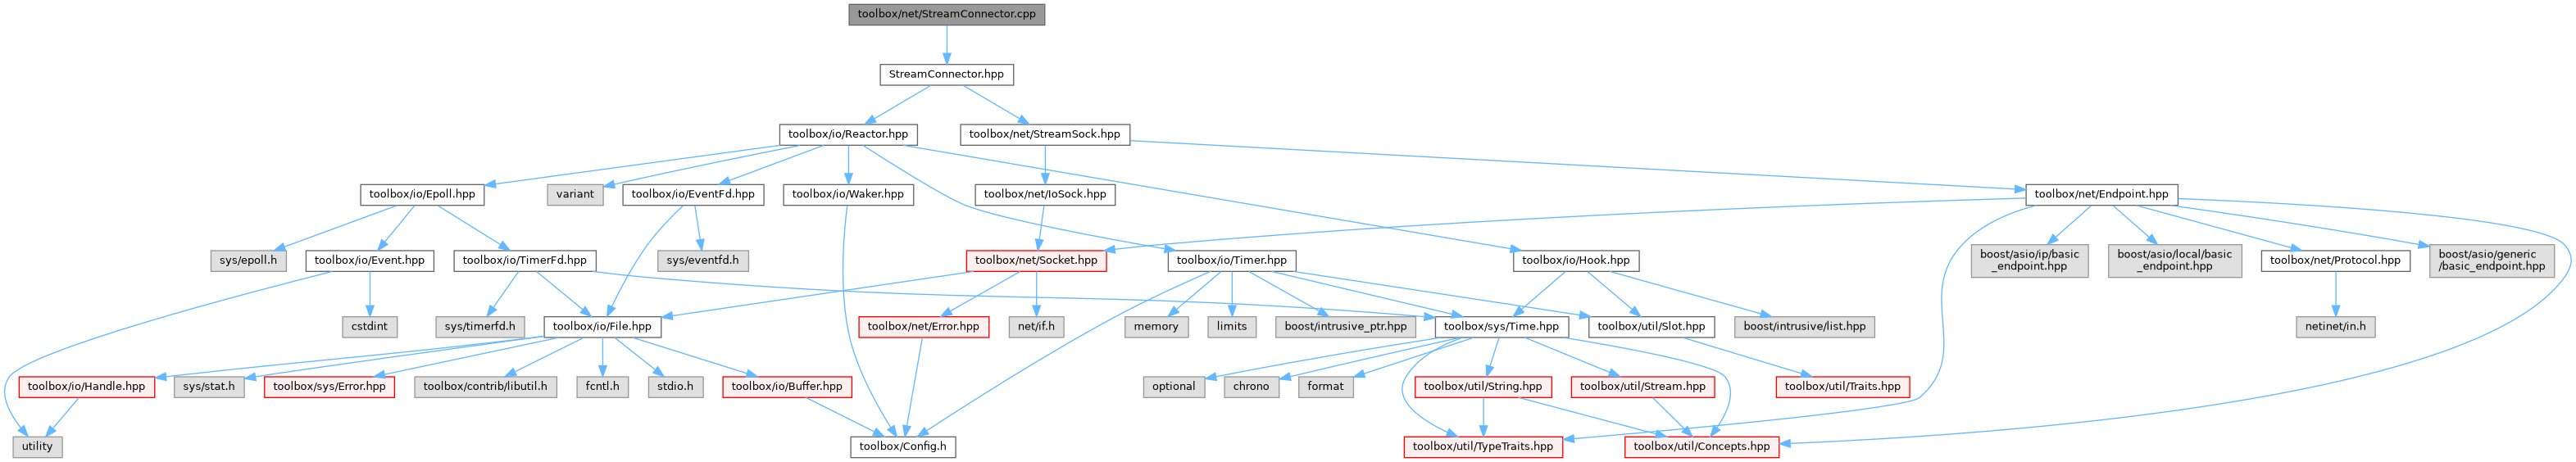 toolbox/net/StreamConnector.cpp
StreamConnector.hpp
toolbox/io/Reactor.hpp
toolbox/net/StreamSock.hpp
toolbox/io/Epoll.hpp
variant
toolbox/io/EventFd.hpp
toolbox/io/Waker.hpp
toolbox/net/IoSock.hpp
toolbox/net/Endpoint.hpp
sys/epoll.h
toolbox/io/Event.hpp
toolbox/io/TimerFd.hpp
sys/eventfd.h
toolbox/net/Socket.hpp
toolbox/io/Timer.hpp
toolbox/io/Hook.hpp
boost/asio/ip/basic
_endpoint.hpp
boost/asio/local/basic
_endpoint.hpp
toolbox/net/Protocol.hpp
boost/asio/generic
/basic_endpoint.hpp
cstdint
sys/timerfd.h
toolbox/io/File.hpp
toolbox/net/Error.hpp
net/if.h
memory
limits
boost/intrusive_ptr.hpp
toolbox/sys/Time.hpp
toolbox/util/Slot.hpp
boost/intrusive/list.hpp
netinet/in.h
toolbox/io/Handle.hpp
sys/stat.h
toolbox/sys/Error.hpp
toolbox/contrib/libutil.h
fcntl.h
stdio.h
toolbox/io/Buffer.hpp
optional
chrono
format
toolbox/util/String.hpp
toolbox/util/Stream.hpp
toolbox/util/Traits.hpp
utility
toolbox/Config.h
toolbox/util/TypeTraits.hpp
toolbox/util/Concepts.hpp